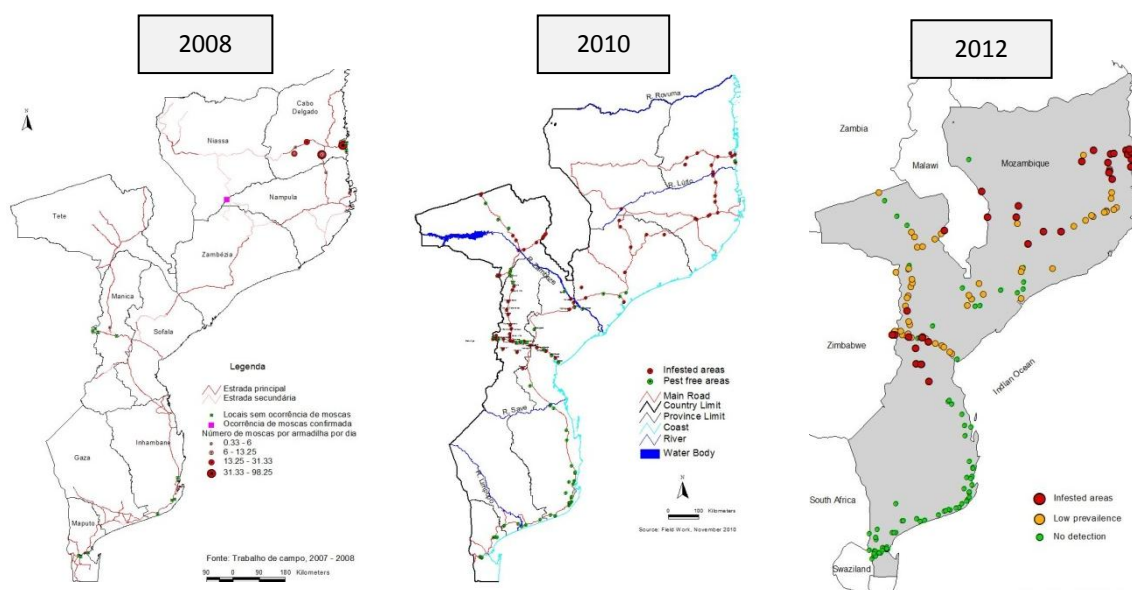 2008
N
Cabo
Delgado
Niassa
Nampula
Tete
Zambézia
Manica
Sofala
Inhambane
Gaza
Maputo
Legenda
Estrada principal
Estrada secundária
Locais sem ocorrência de moscas
Ocorrência de moscas confirmada
Número de moscas por armadilha por dia
0.33 - 6
6 - 13.25
13.25 - 31.33
31.33 - 98.25
Fonte: Trabalho de campo, 2007 - 2008
90 0 90 180 Kilometers
2010
R. Rovuma
R. Lúrio
R. Zambeze
R. Save
R. Limpopo
Infested areas
Pest free areas
Main Road
Country Limit
Province Limit
Coast
River
Water Body
N
0 100 Kilometers
Source: Field Work, November 2010
2012
Zambia
Malawi
Mozambique
Zimbabwe
Indian Ocean
South Africa
Swaziland
Infested areas
Low prevailence
No detection